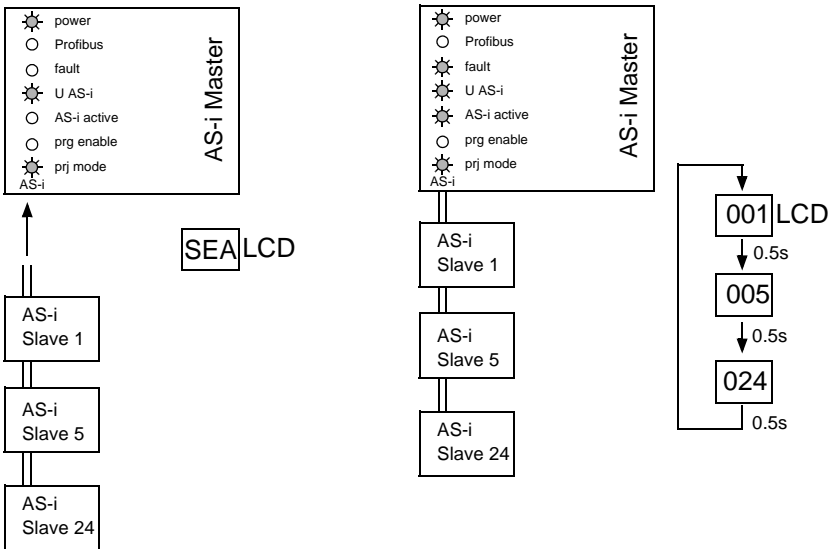 power
Profibus
fault
U AS-i
AS-i active
prg enable
prj mode
AS-i
AS-i Master
SEA LCD
AS-i
Slave 1
AS-i
Slave 5
AS-i
Slave 24
power
Profibus
fault
U AS-i
AS-i active
prg enable
prj mode
AS-i
AS-i Master
AS-i
Slave 1
AS-i
Slave 5
AS-i
Slave 24
001 LCD
0.5s
005
0.5s
024
0.5s